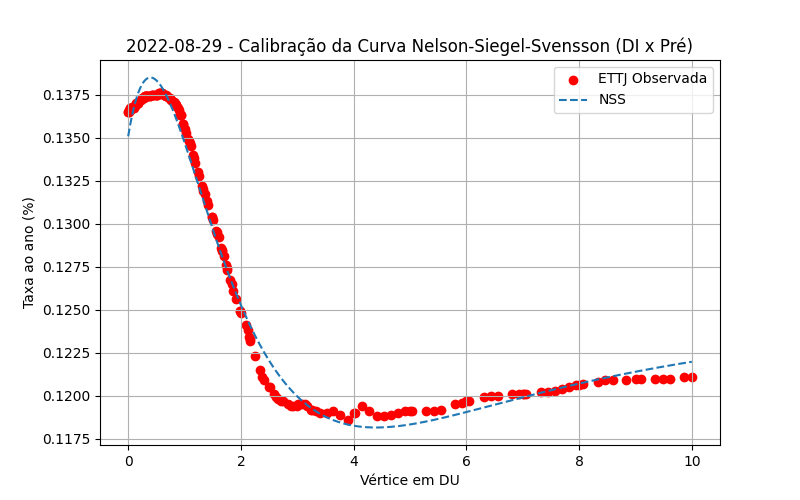 2022-08-29 - Calibração da Curva Nelson-Siegel-Svensson (DI x Pré)
ETTJ Observada
NSS
Taxa ao ano (%)
0.1375
0.1350
0.1325
0.1300
0.1275
0.1250
0.1225
0.1200
0.1175
0 2 4 6 8 10
Vértice em DU